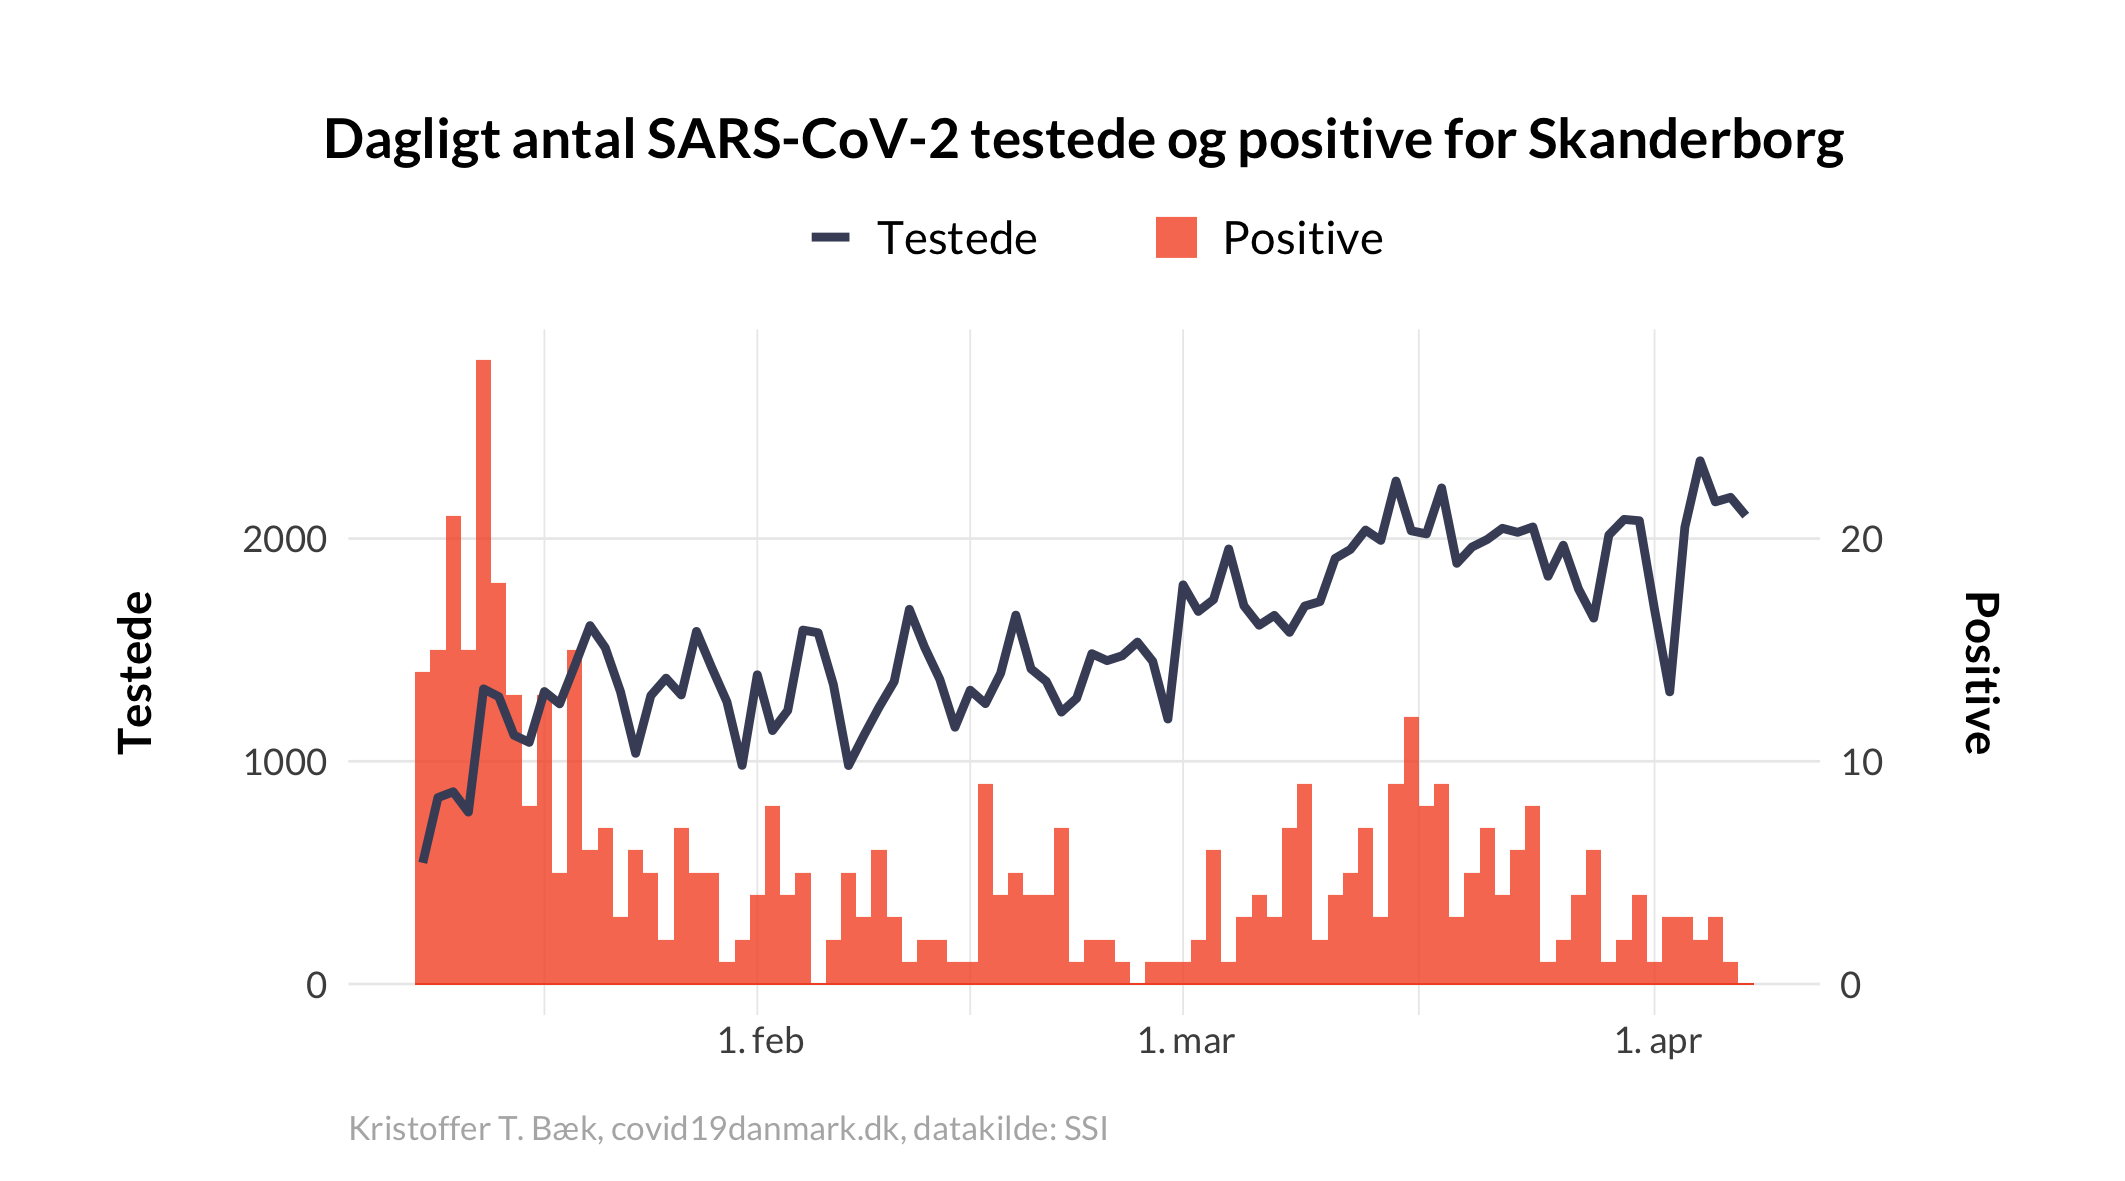 Dagligt antal SARS-CoV-2 testede og positive for Skanderborg
Testede
Positive
Testede
2000
1000
0
20
10
0
Positive
1. feb
1. mar
1. apr
Kristoffer T. Bæk, covid19danmark.dk, datakilde: SSI